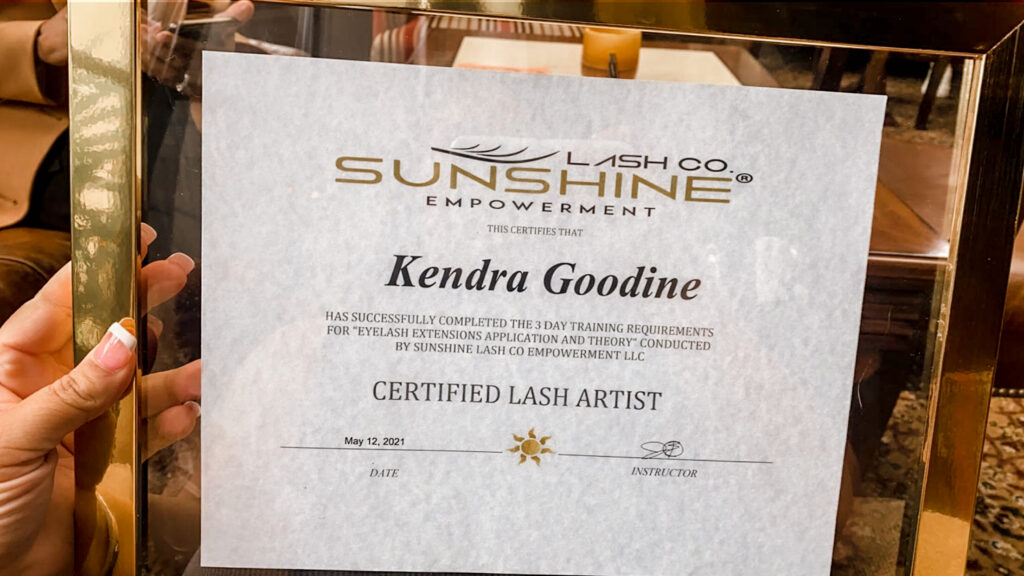 LASH CO.
SUNSHINE®
EMPOWERMENT
THIS CERTIFIES THAT
Kendra Goodine
HAS SUCCESSFULLY COMPLETED THE 3 DAY TRAINING REQUIREMENTS
FOR "EYELASH EXTENSIONS APPLICATION AND THEORY" CONDUCTED
BY SUNSHINE LASH CO EMPOWERMENT LLC
CERTIFIED LASH ARTIST
May 12, 2021
DATE
INSTRUCTOR